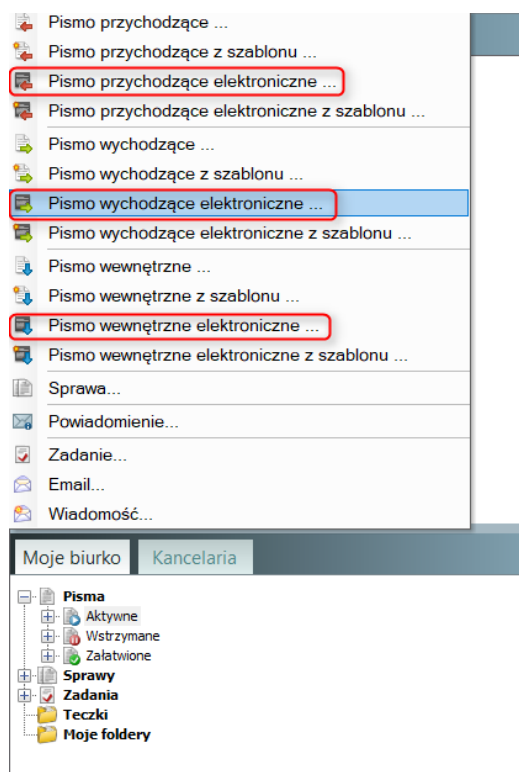 Pismo przychodzące ...
Pismo przychodzące z szablonu ...
Pismo przychodzące elektroniczne ...
Pismo przychodzące elektroniczne z szablonu ...
Pismo wychodzące ...
Pismo wychodzące z szablonu ...
Pismo wychodzące elektroniczne ...
Pismo wychodzące elektroniczne z szablonu ...
Pismo wewnętrzne ...
Pismo wewnętrzne z szablonu ...
Pismo wewnętrzne elektroniczne ...
Pismo wewnętrzne elektroniczne z szablonu ...
Sprawa...
Powiadomienie...
Zadanie...
Email...
Wiadomość...
Moje biurko Kancelaria
Pisma
Aktywne
Wstrzymane
Załatwione
Sprawy
Zadania
Teczki
Moje foldery